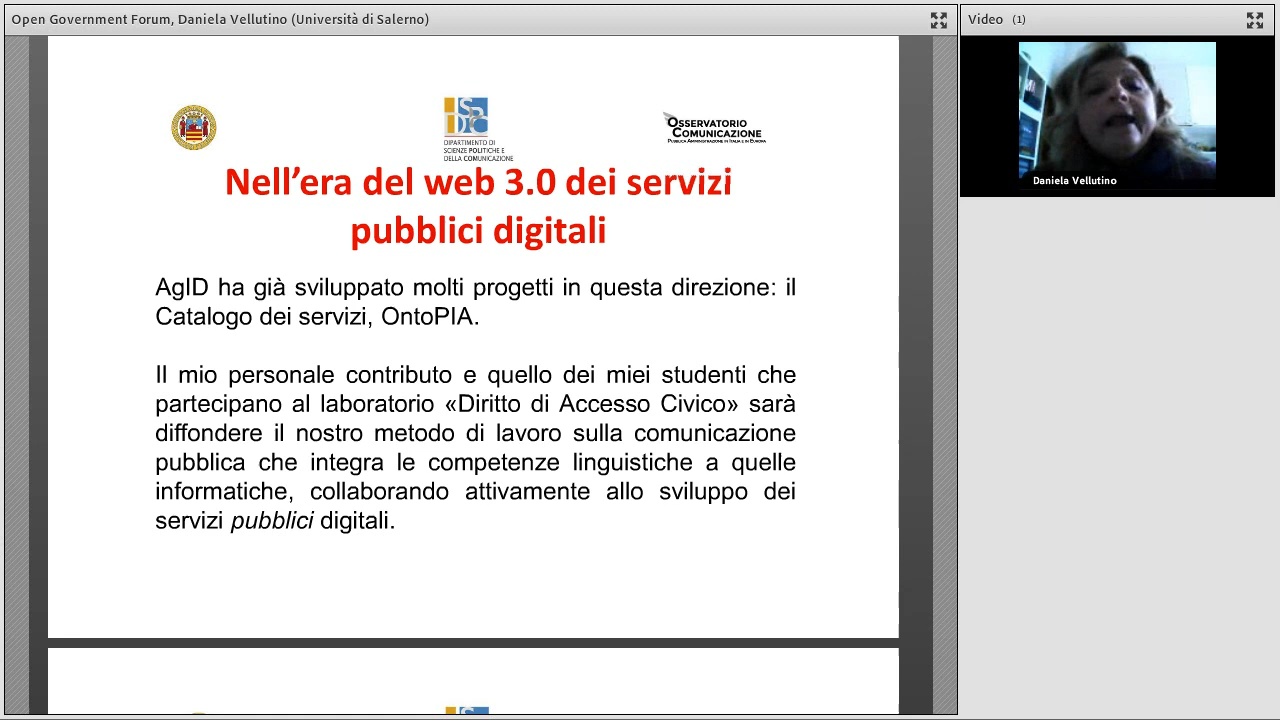 Open Government Forum, Daniela Vellutino (Università di Salerno)
Video (1)
Daniela Vellutino
DIPARTIMENTO DI
SCIENZE POLITICHE E
DELLA COMUNICAZIONE
OSSERVATORIO
COMUNICAZIONE
PUBBLICA AMMINISTRAZIONE IN ITALIA E IN EUROPA
Nell’era del web 3.0 dei servizi
pubblici digitali
AgID ha già sviluppato molti progetti in questa direzione: il
Catalogo dei servizi, OntoPIA.
Il mio personale contributo e quello dei miei studenti che
partecipano al laboratorio «Diritto di Accesso Civico» sarà
diffondere il nostro metodo di lavoro sulla comunicazione
pubblica che integra le competenze linguistiche a quelle
informatiche, collaborando attivamente allo sviluppo dei
servizi pubblici digitali.